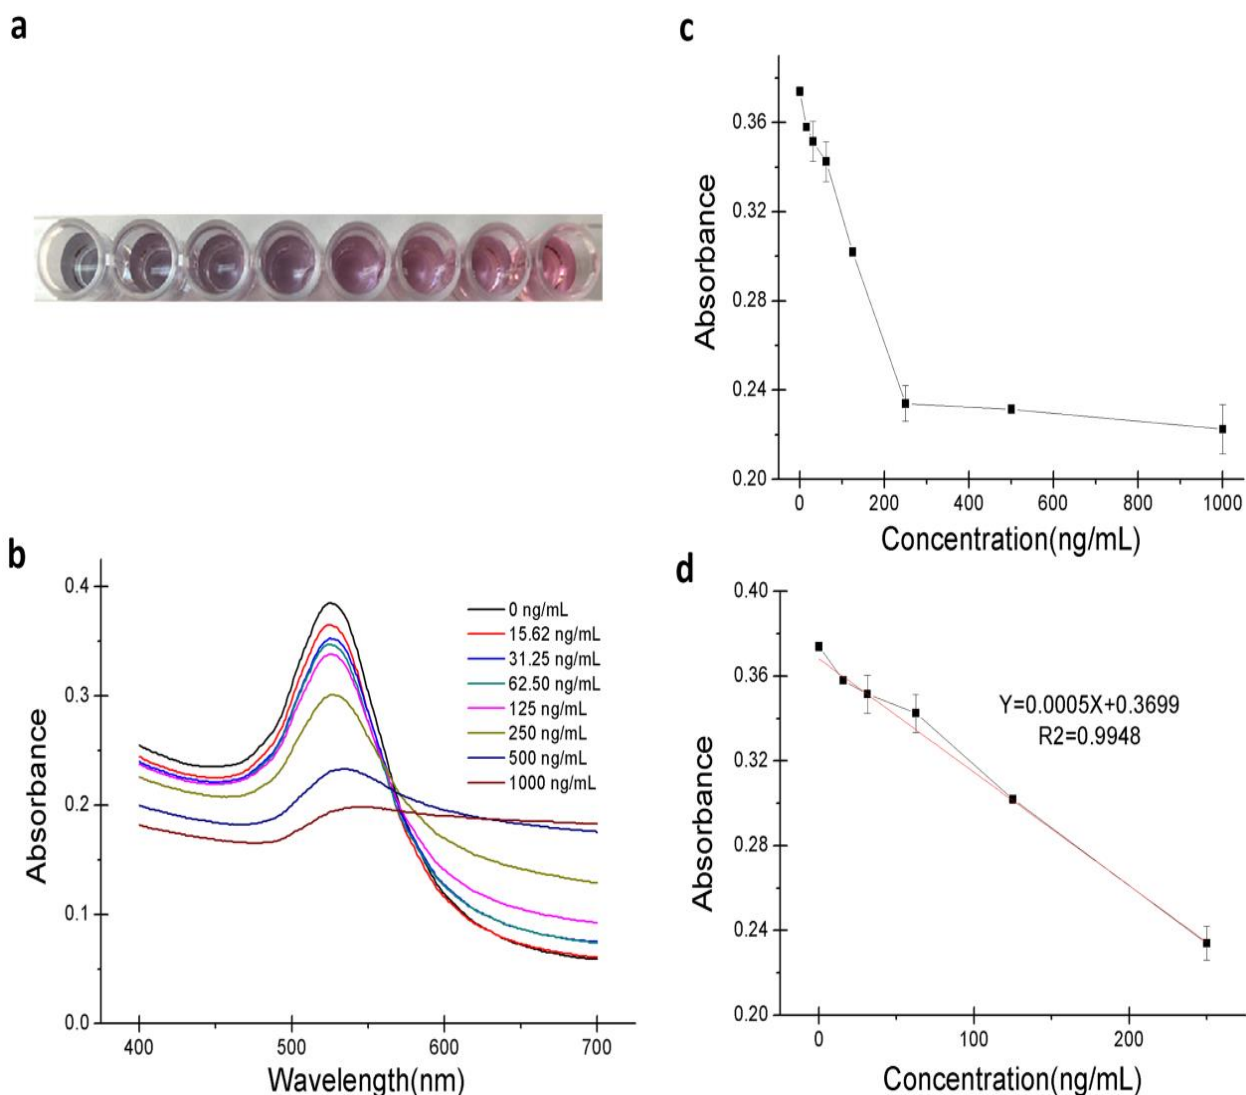 a
b
0.4
0.3
0.2
0.1
0.0
400
500
600
700
Absorbance
Wavelength(nm)
0 ng/mL
15.62 ng/mL
31.25 ng/mL
62.50 ng/mL
125 ng/mL
250 ng/mL
500 ng/mL
1000 ng/mL
c
0.36
0.32
0.28
0.24
0.20
0
200
400
600
800
1000
Absorbance
Concentration(ng/mL)
d
0.40
0.36
0.32
0.28
0.24
0.20
0
100
200
Absorbance
Concentration(ng/mL)
Y=0.0005X+0.3699
R2=0.9948